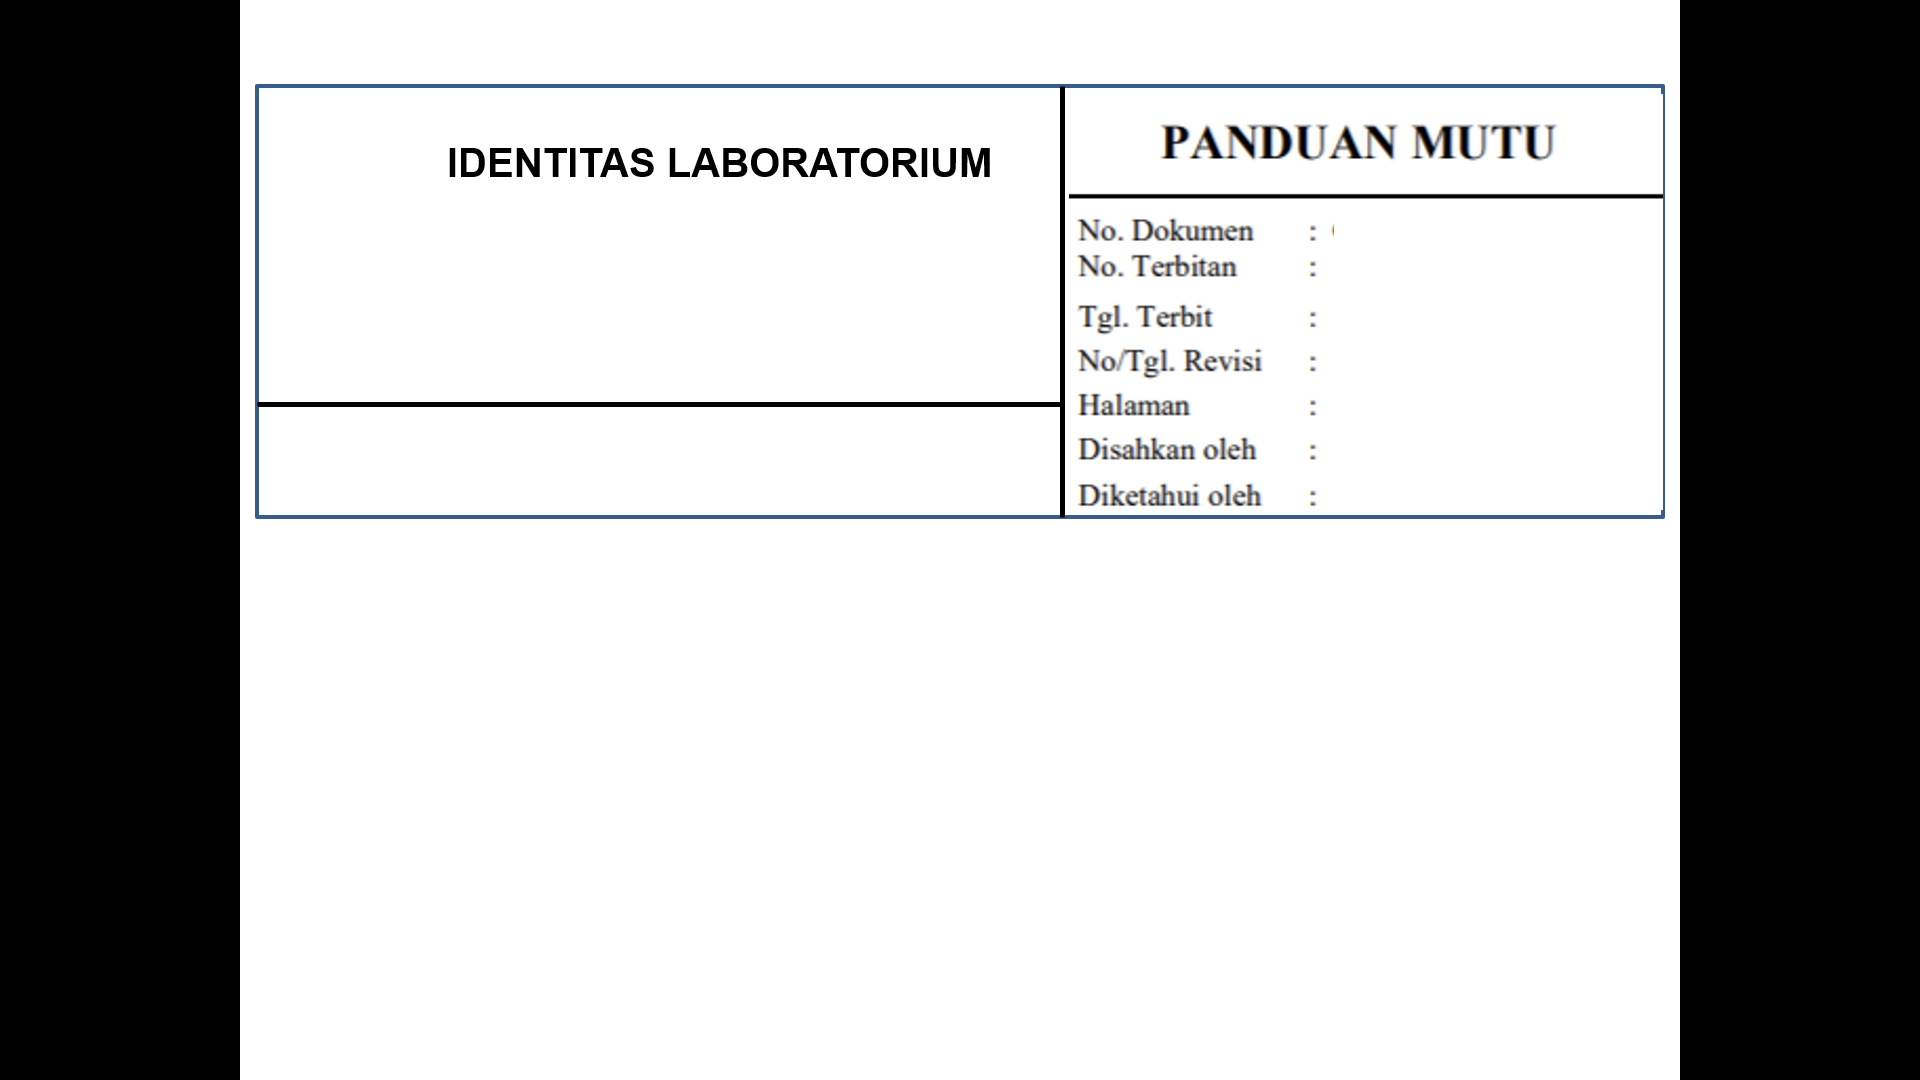 IDENTITAS LABORATORIUM
PANDUAN MUTU
No. Dokumen :
No. Terbitan :
Tgl. Terbit :
No/Tgl. Revisi :
Halaman :
Disahkan oleh :
Diketahui oleh :